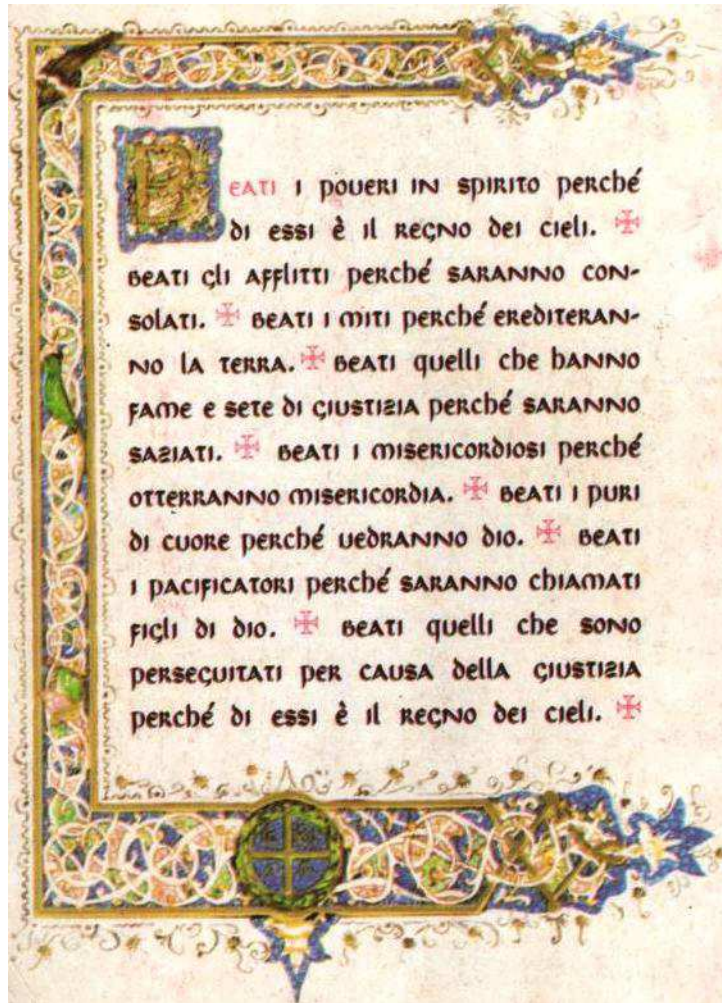 BEATI I POVERI IN SPIRITO PERCHÉ
DI ESSI È IL REGNO DEI CIELI. ✠
BEATI GLI AFFLITTI PERCHÉ SARANNO CON-
SOLATI. ✠ BEATI I MITI PERCHÉ EREDITERAN-
NO LA TERRA. ✠ BEATI QUELLI CHE HANNO
FAME E SETE DI GIUSTIZIA PERCHÉ SARANNO
SAZIATI. ✠ BEATI I MISERICORDIOSI PERCHÉ
OTTERRANNO MISERICORDIA. ✠ BEATI I PURI
DI CUORE PERCHÉ VEDRANNO DIO. ✠ BEATI
I PACIFICATORI PERCHÉ SARANNO CHIAMATI
FIGLI DI DIO. ✠ BEATI QUELLI CHE SONO
PERSEGUITATI PER CAUSA DELLA GIUSTIZIA
PERCHÉ DI ESSI È IL REGNO DEI CIELI. ✠